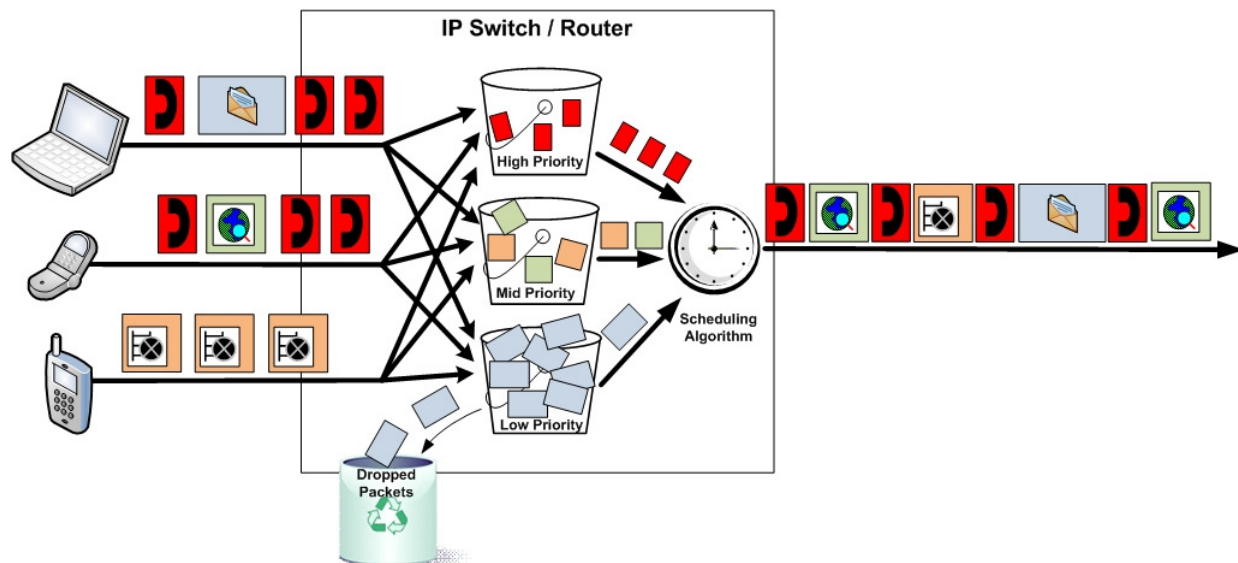 IP Switch / Router
High Priority
Mid Priority
Scheduling
Algorithm
Low Priority
Dropped
Packets